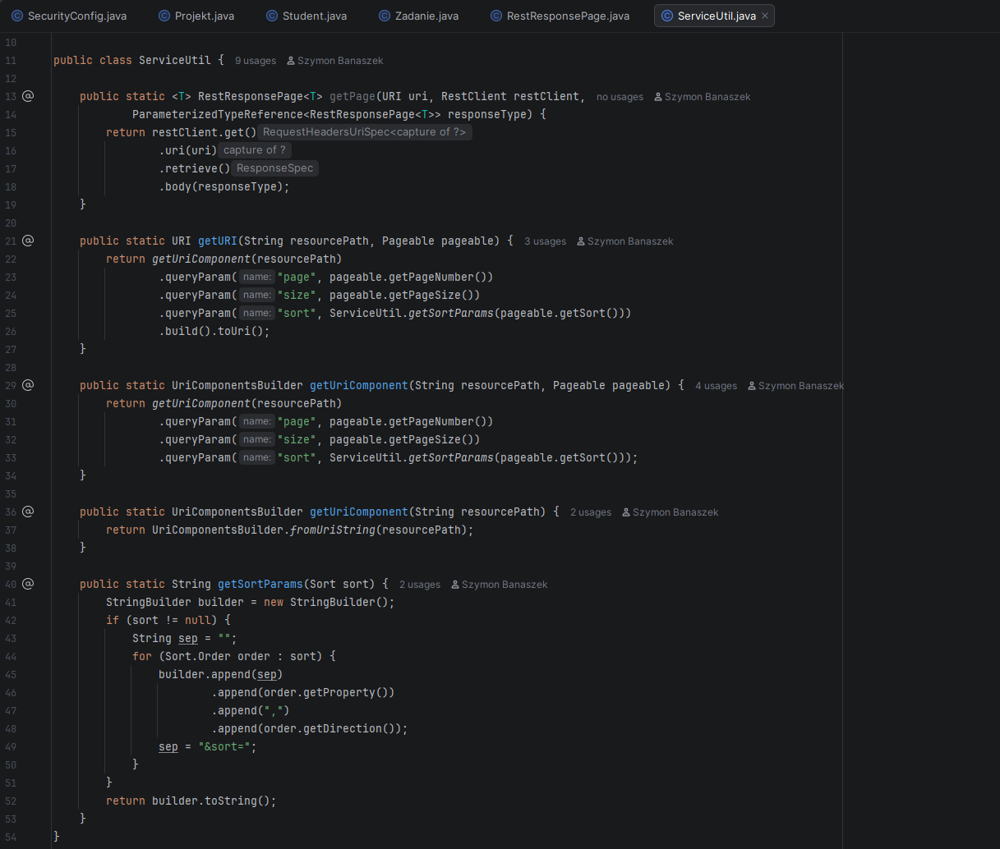 SecurityConfig.java Projekt.java Student.java Zadanie.java RestResponsePage.java ServiceUtil.java ×
10
11 public class ServiceUtil { 9 usages Szymon Banaszek
12
13 @ public static <T> RestResponsePage<T> getPage(URI uri, RestClient restClient, no usages Szymon Banaszek
14 ParameterizedTypeReference<RestResponsePage<T>> responseType) {
15 return restClient.get() RequestHeadersUriSpec<capture of ?>
16 .uri(uri) capture of ?
17 .retrieve() ResponseSpec
18 .body(responseType);
19 }
20
21 @ public static URI getURI(String resourcePath, Pageable pageable) { 3 usages Szymon Banaszek
22 return getUriComponent(resourcePath)
23 .queryParam( name: "page", pageable.getPageNumber())
24 .queryParam( name: "size", pageable.getPageSize())
25 .queryParam( name: "sort", ServiceUtil.getSortParams(pageable.getSort()))
26 .build().toUri();
27 }
28
29 @ public static UriComponentsBuilder getUriComponent(String resourcePath, Pageable pageable) { 4 usages Szymon Banaszek
30 return getUriComponent(resourcePath)
31 .queryParam( name: "page", pageable.getPageNumber())
32 .queryParam( name: "size", pageable.getPageSize())
33 .queryParam( name: "sort", ServiceUtil.getSortParams(pageable.getSort()));
34 }
35
36 @ public static UriComponentsBuilder getUriComponent(String resourcePath) { 2 usages Szymon Banaszek
37 return UriComponentsBuilder.fromUriString(resourcePath);
38 }
39
40 @ public static String getSortParams(Sort sort) { 2 usages Szymon Banaszek
41 StringBuilder builder = new StringBuilder();
42 if (sort != null) {
43 String sep = "";
44 for (Sort.Order order : sort) {
45 builder.append(sep)
46 .append(order.getProperty())
47 .append(",")
48 .append(order.getDirection());
49 sep = "&sort=";
50 }
51 }
52 return builder.toString();
53 }
54 }